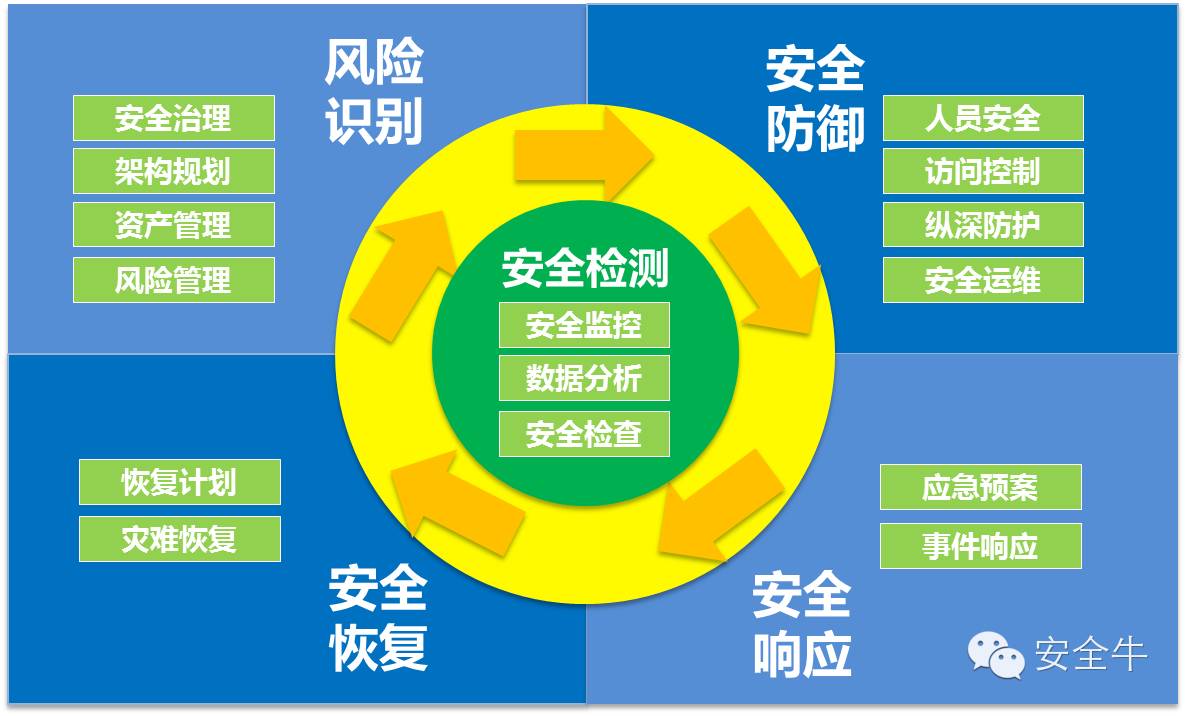 风险
识别
安全治理
架构规划
资产管理
风险管理
安全
防御
人员安全
访问控制
纵深防护
安全运维
安全检测
安全监控
数据分析
安全检查
恢复计划
灾难恢复
安全
恢复
应急预案
事件响应
安全
响应
安全牛